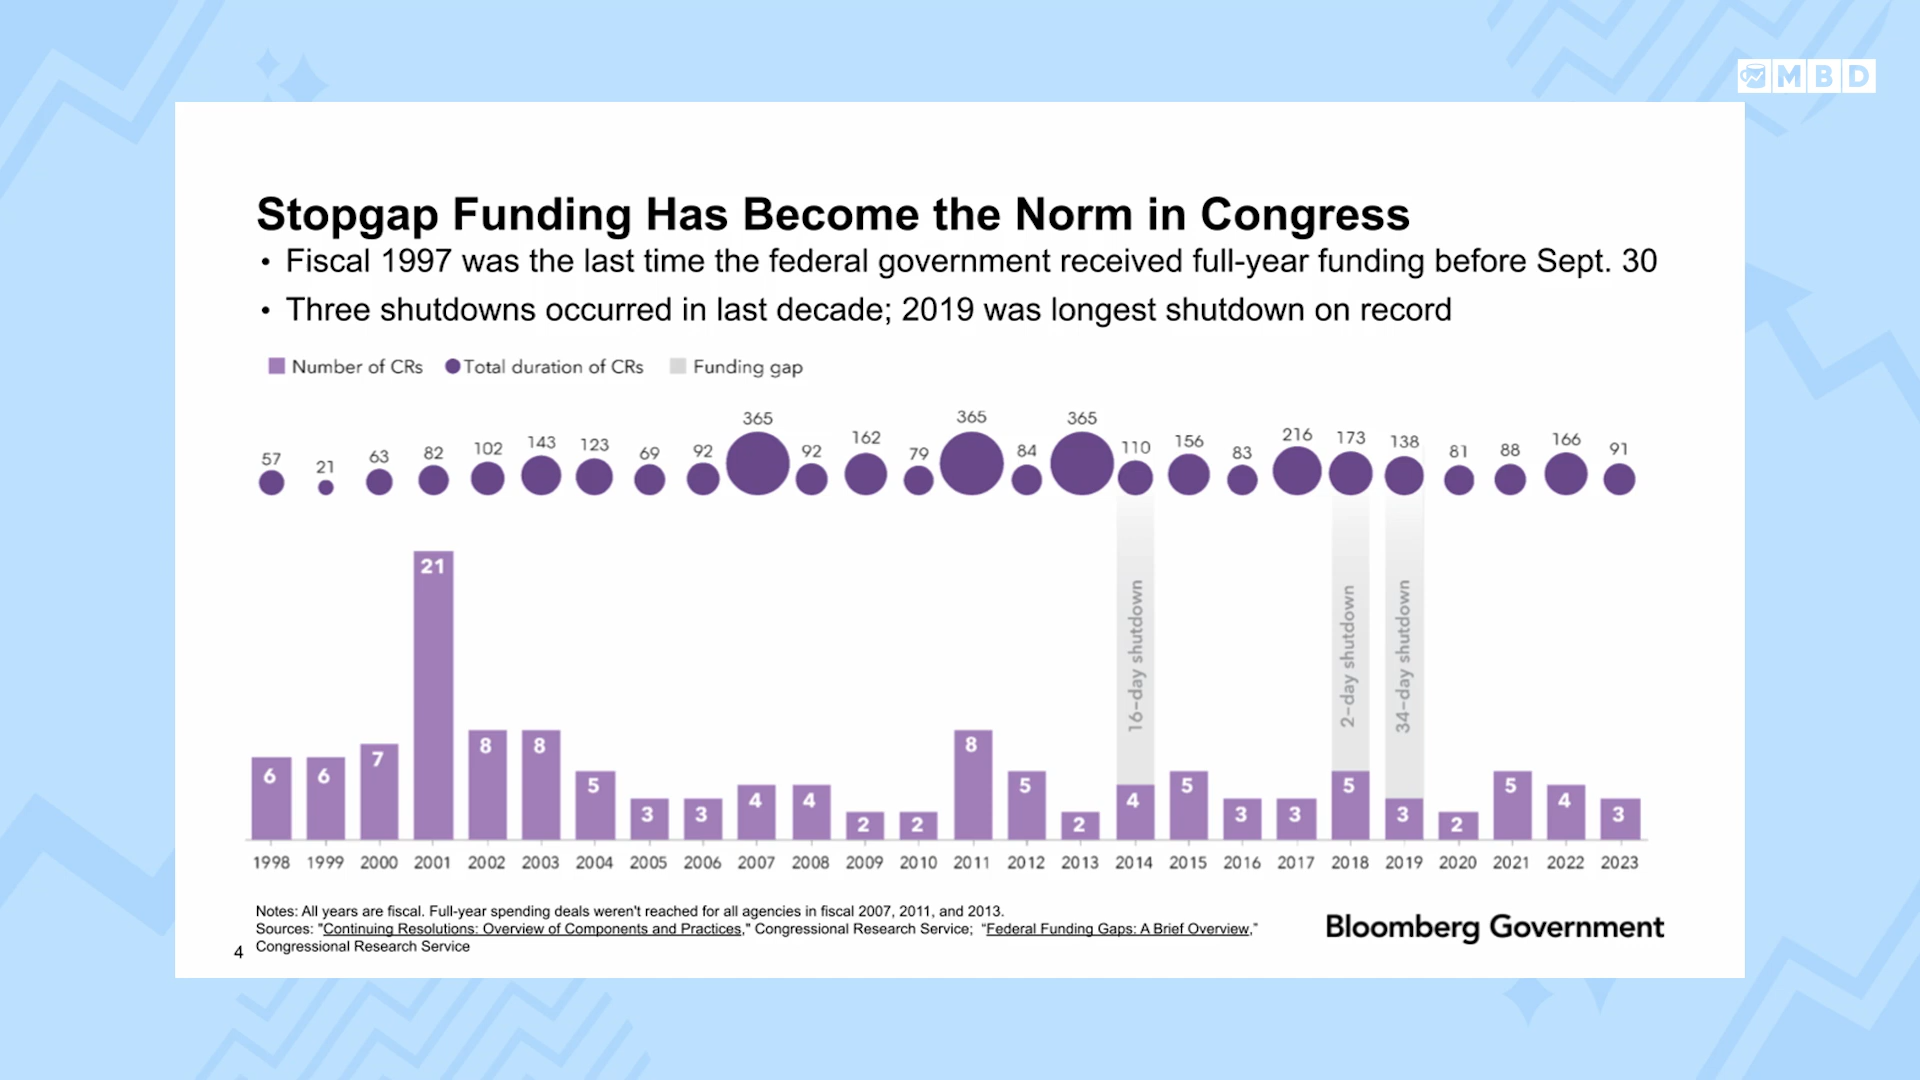 MBD
Stopgap Funding Has Become the Norm in Congress
• Fiscal 1997 was the last time the federal government received full-year funding before Sept. 30
• Three shutdowns occurred in last decade; 2019 was longest shutdown on record
Number of CRs Total duration of CRs Funding gap
57 21 63 82 102 143 123 69 92 365 92 162 79 365 84 365 110 156 83 216 173 138 81 88 166 91
16-day shutdown
2-day shutdown
34-day shutdown
6 6 7 21 8 8 5 3 3 4 4 2 2 8 5 2 4 5 3 3 5 3 2 5 4 3
1998 1999 2000 2001 2002 2003 2004 2005 2006 2007 2008 2009 2010 2011 2012 2013 2014 2015 2016 2017 2018 2019 2020 2021 2022 2023
Notes: All years are fiscal. Full-year spending deals weren't reached for all agencies in fiscal 2007, 2011, and 2013.
Sources: "Continuing Resolutions: Overview of Components and Practices," Congressional Research Service; "Federal Funding Gaps: A Brief Overview,"
Congressional Research Service
4
Bloomberg Government